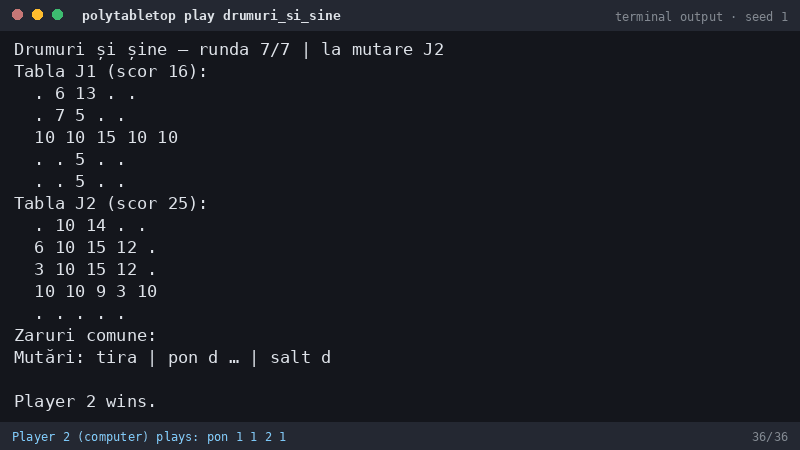 polytabletop play drumuri_si_sine
terminal output · seed 1
Drumuri și șine — runda 7/7 | la mutare J2
Tabla J1 (scor 16):
. 6 13 . .
. 7 5 . .
10 10 15 10 10
. . 5 . .
. . 5 . .
Tabla J2 (scor 25):
. 10 14 . .
6 10 15 12 .
3 10 15 12 .
10 10 9 3 10
. . . . .
Zaruri comune:
Mutări: tira | pon d … | salt d
Player 2 wins.
Player 2 (computer) plays: pon 1 1 2 1
36/36